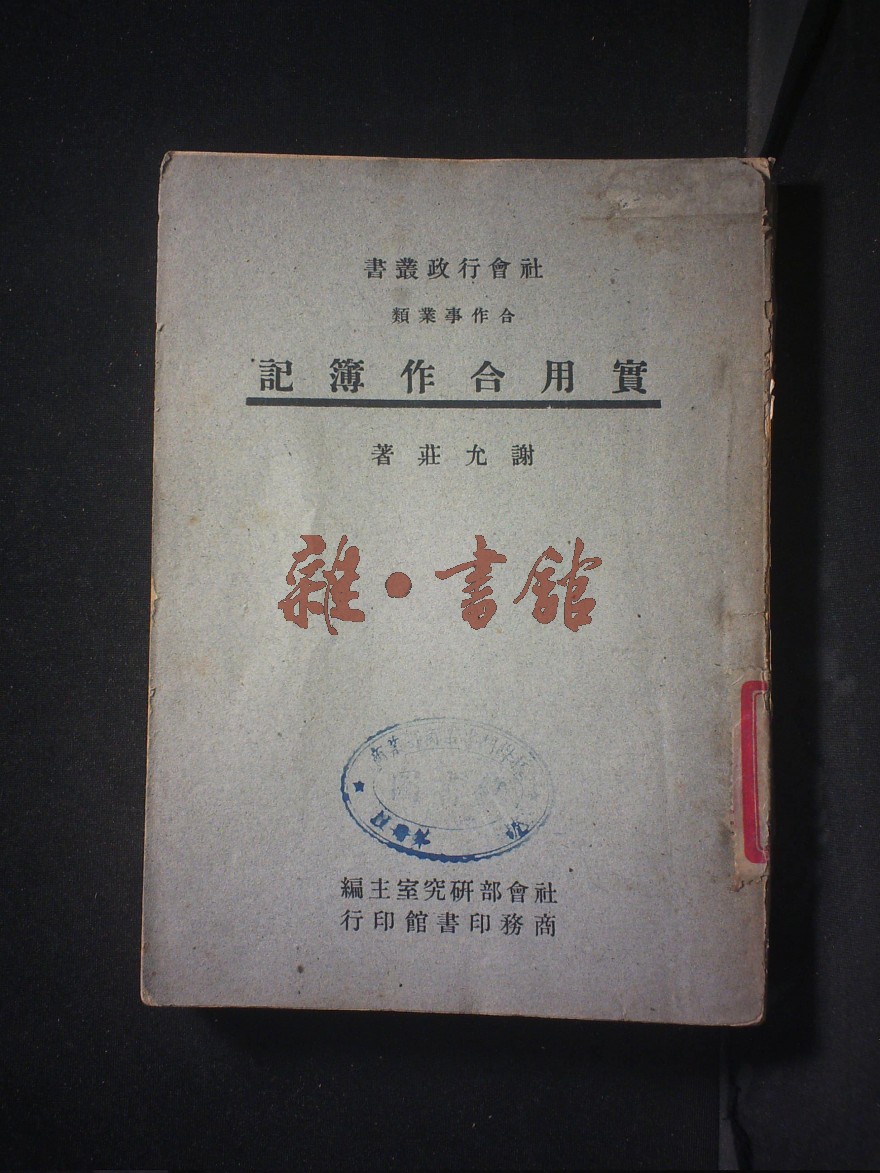 社會行政叢書
合作事業類
實用合作簿記
謝允莊著
雜·書館
社會部研究室主編
商務印書館印行